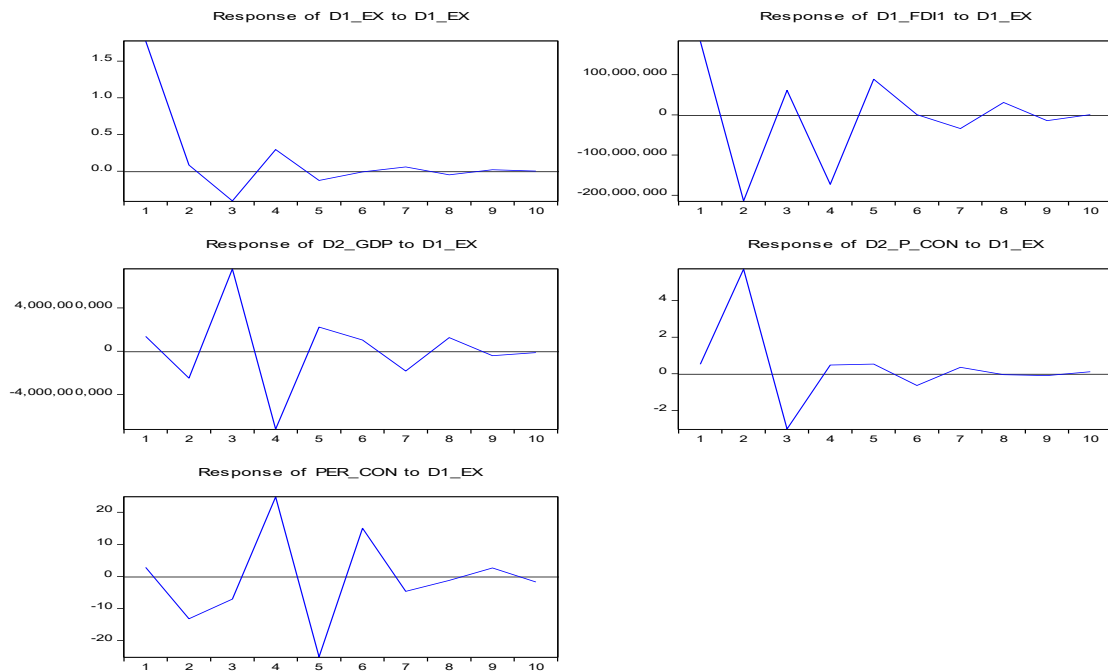 Response of D1_EX to D1_EX
1.5
1.0
0.5
0.0
1 2 3 4 5 6 7 8 9 10
Response of D1_FDI1 to D1_EX
100,000,000
0
-100,000,000
-200,000,000
1 2 3 4 5 6 7 8 9 10
Response of D2_GDP to D1_EX
4,000,000,000
0
-4,000,000,000
1 2 3 4 5 6 7 8 9 10
Response of D2_P_CON to D1_EX
4
2
0
-2
1 2 3 4 5 6 7 8 9 10
Response of PER_CON to D1_EX
20
10
0
-10
-20
1 2 3 4 5 6 7 8 9 10